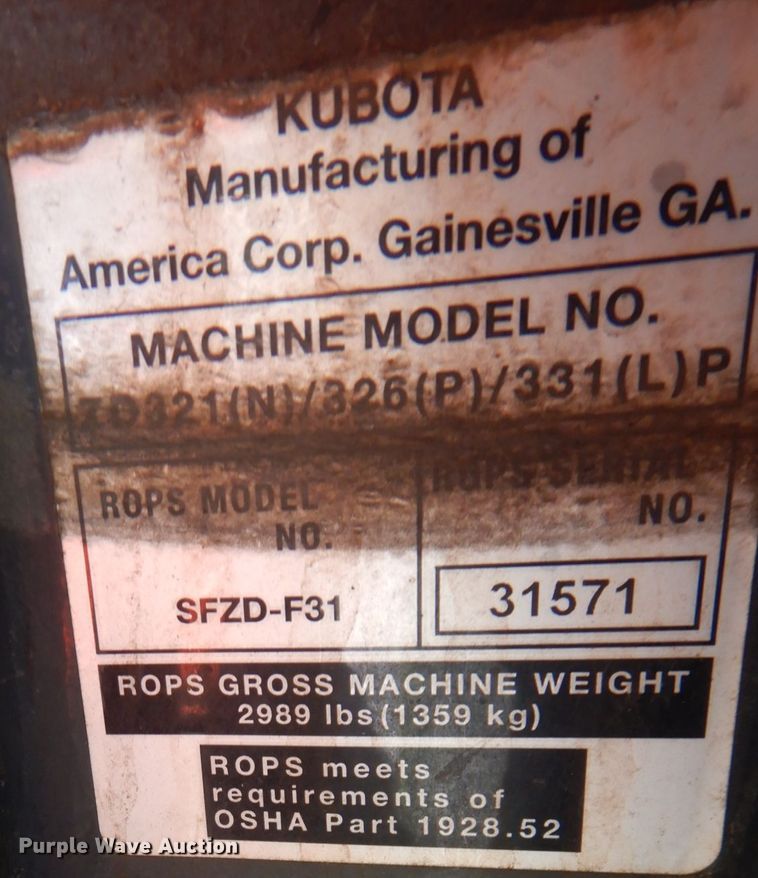 KUBOTA
Manufacturing of
America Corp. Gainesville GA.
MACHINE MODEL NO.
ZD321(N)/326(P)/331(L)P
ROPS MODEL
NO.
SFZD-F31
ROPS SERIAL
NO.
31571
ROPS GROSS MACHINE WEIGHT
2989 lbs(1359 kg)
ROPS meets
requirements of
OSHA Part 1928.52
Purple Wave Auction